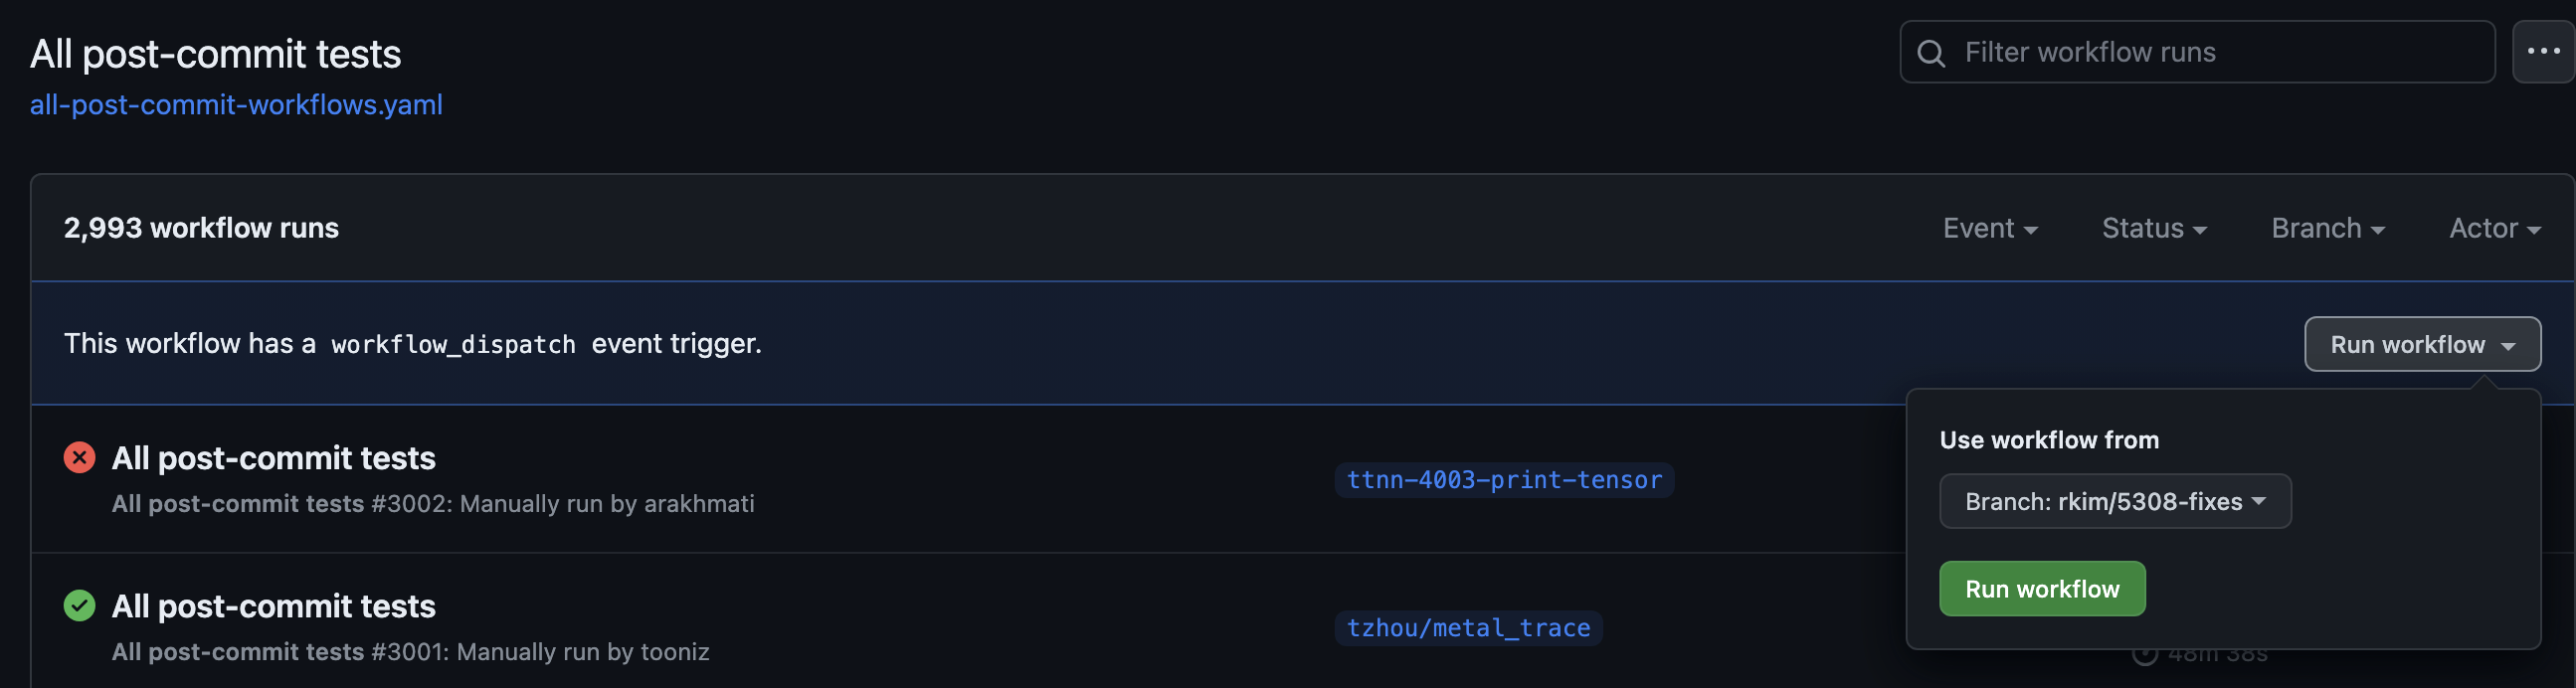 All post-commit tests
Filter workflow runs
all-post-commit-workflows.yaml
2,993 workflow runs
Event
Status
Branch
Actor
This workflow has a workflow_dispatch event trigger.
Run workflow
Use workflow from
Branch: rkim/5308-fixes
Run workflow
All post-commit tests
ttnn-4003-print-tensor
All post-commit tests #3002: Manually run by arakhmati
All post-commit tests
tzhou/metal_trace
All post-commit tests #3001: Manually run by tooniz
48m 38s